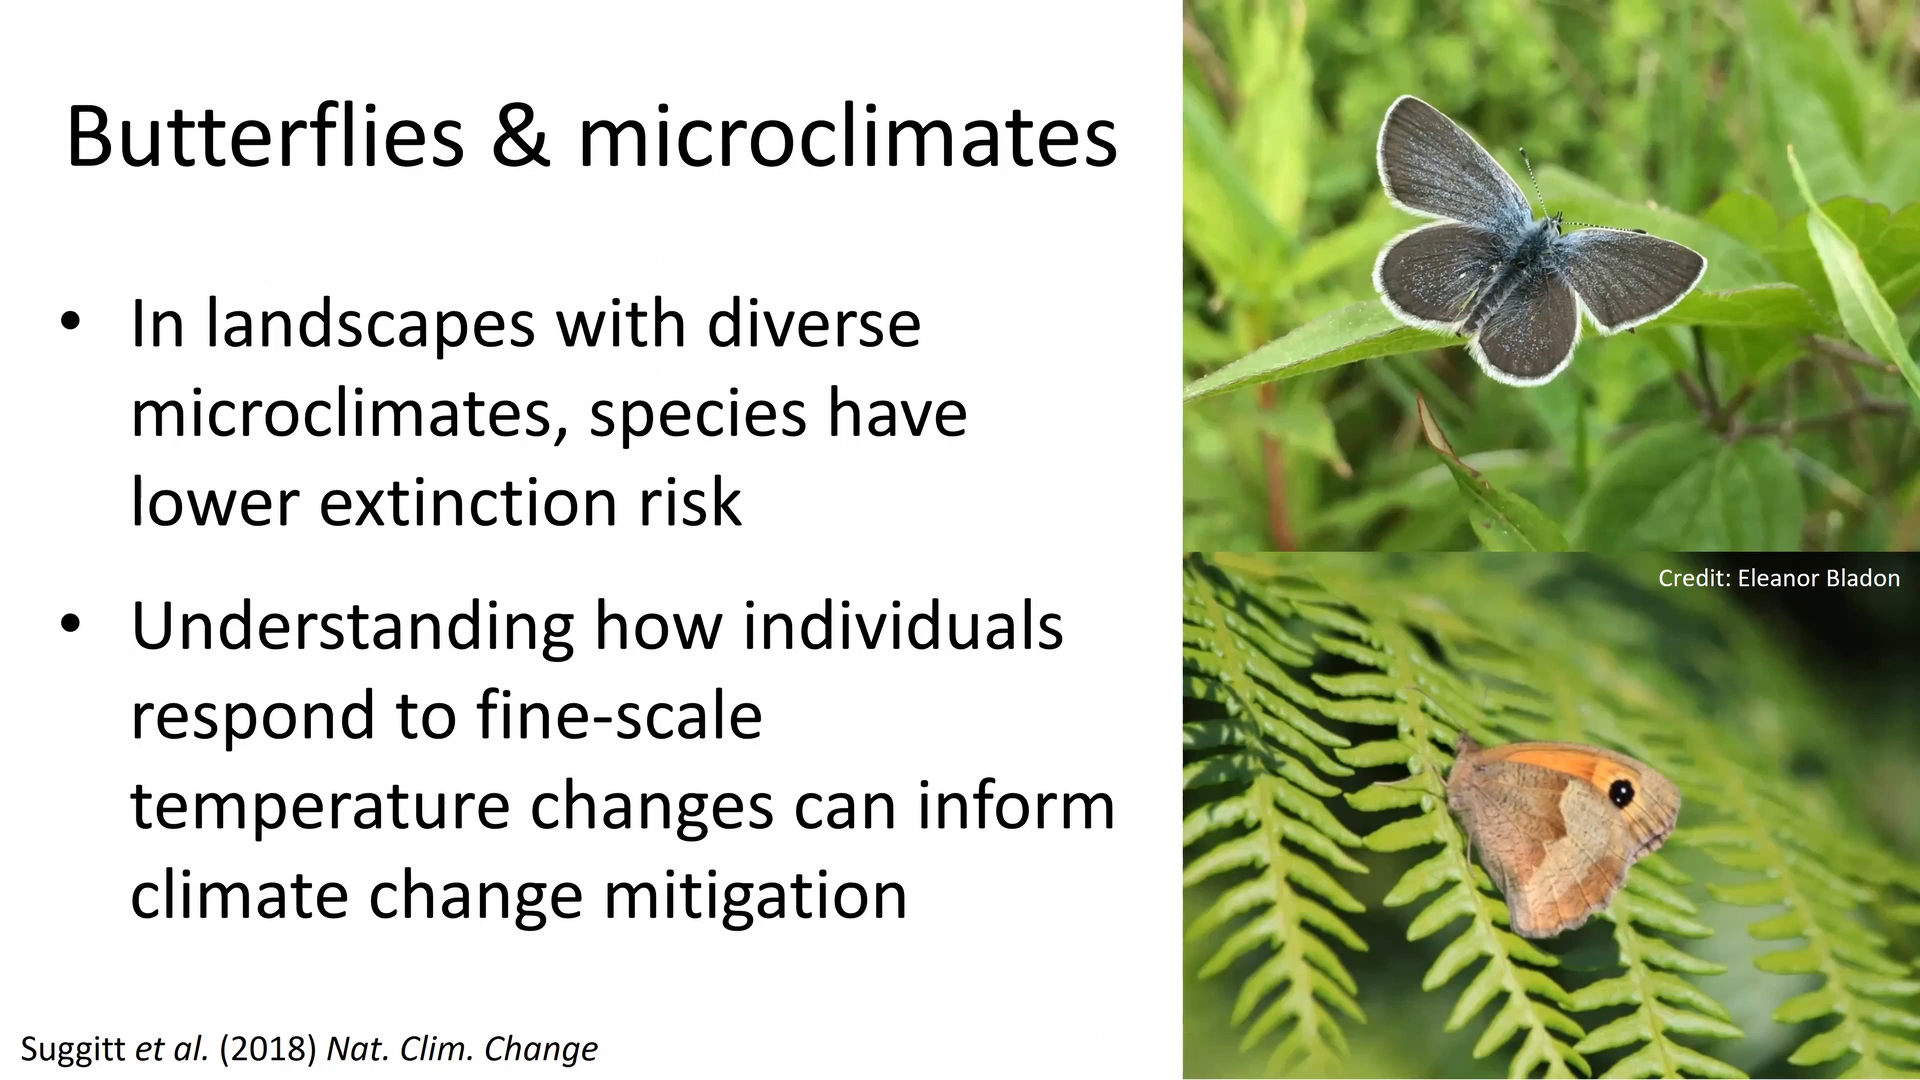 Butterflies & microclimates
• In landscapes with diverse
microclimates, species have
lower extinction risk
• Understanding how individuals
respond to fine-scale
temperature changes can inform
climate change mitigation
Credit: Eleanor Bladon
Suggitt et al. (2018) Nat. Clim. Change